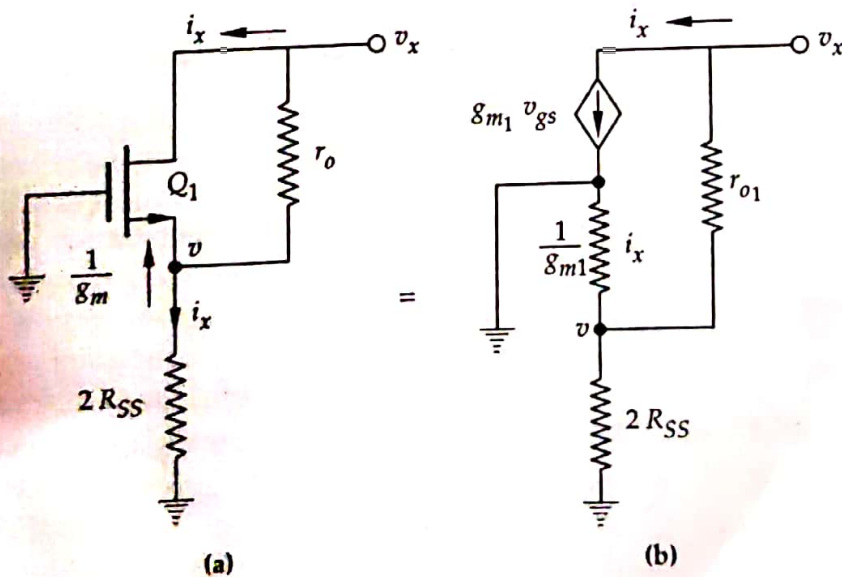 i_x
v_x
r_o
Q_1
v
1/g_m
i_x
2 R_SS
(a)
=
i_x
v_x
g_m1 v_gs
r_o1
1/g_m1
i_x
v
2 R_SS
(b)